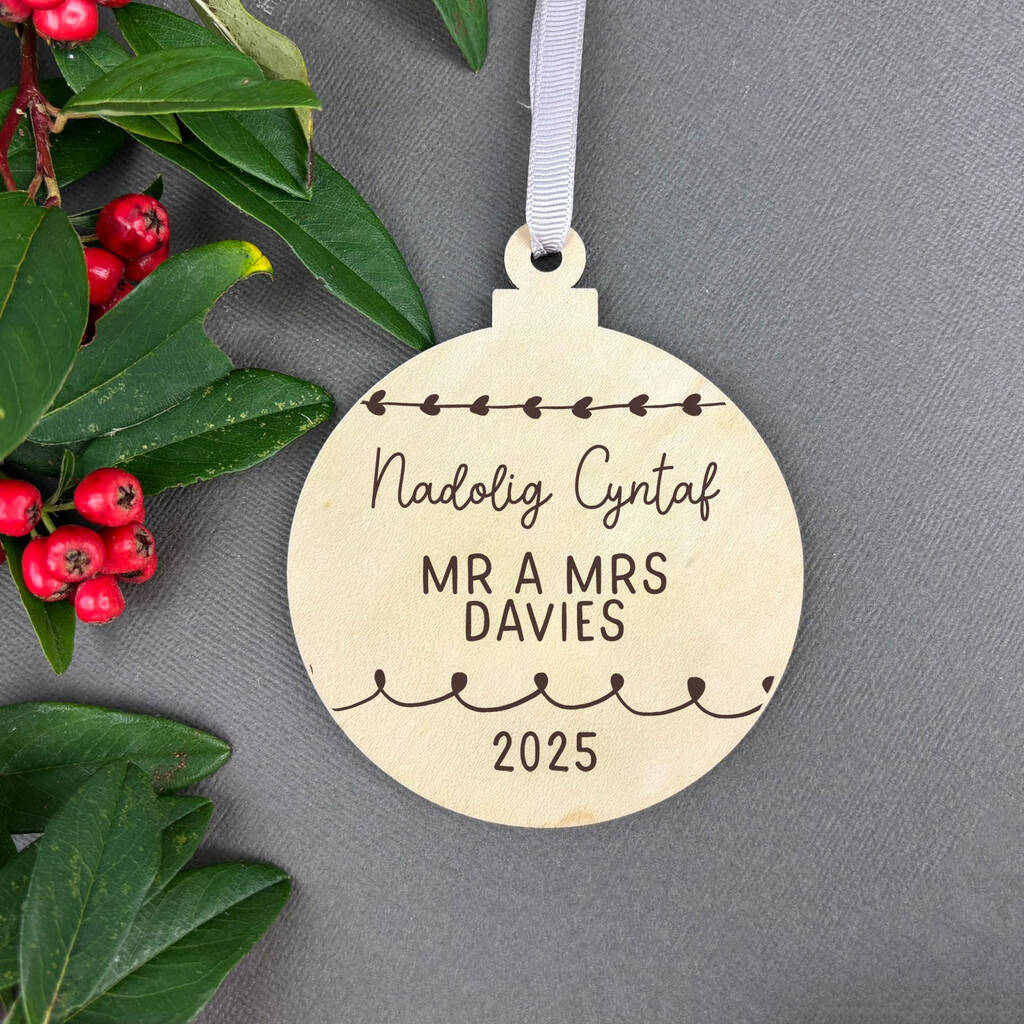 Nadolig Cyntaf
MR A MRS
DAVIES
2025